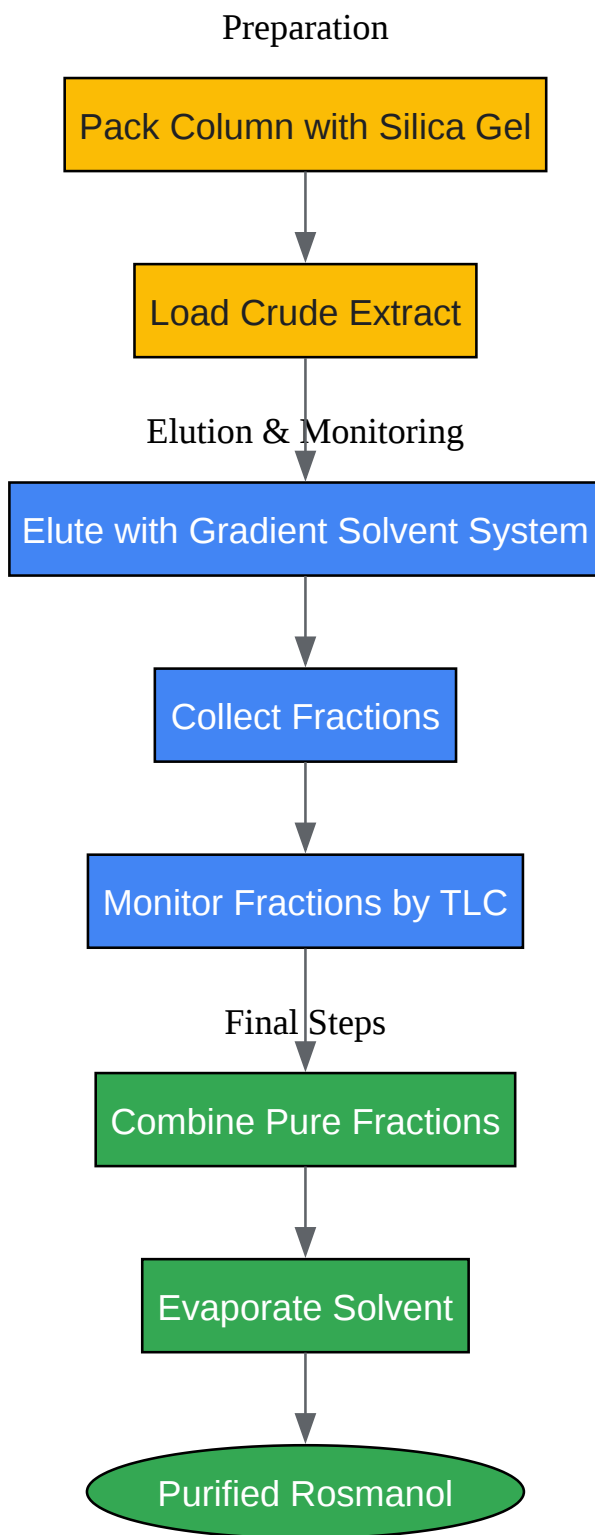 Preparation
Pack Column with Silica Gel
Load Crude Extract
Elution & Monitoring
Elute with Gradient Solvent System
Collect Fractions
Monitor Fractions by TLC
Final Steps
Combine Pure Fractions
Evaporate Solvent
Purified Rosmanol